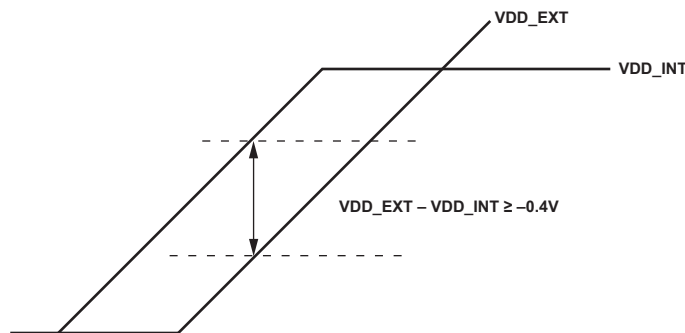 VDD_EXT
VDD_INT
VDD_EXT – VDD_INT ≥ –0.4V